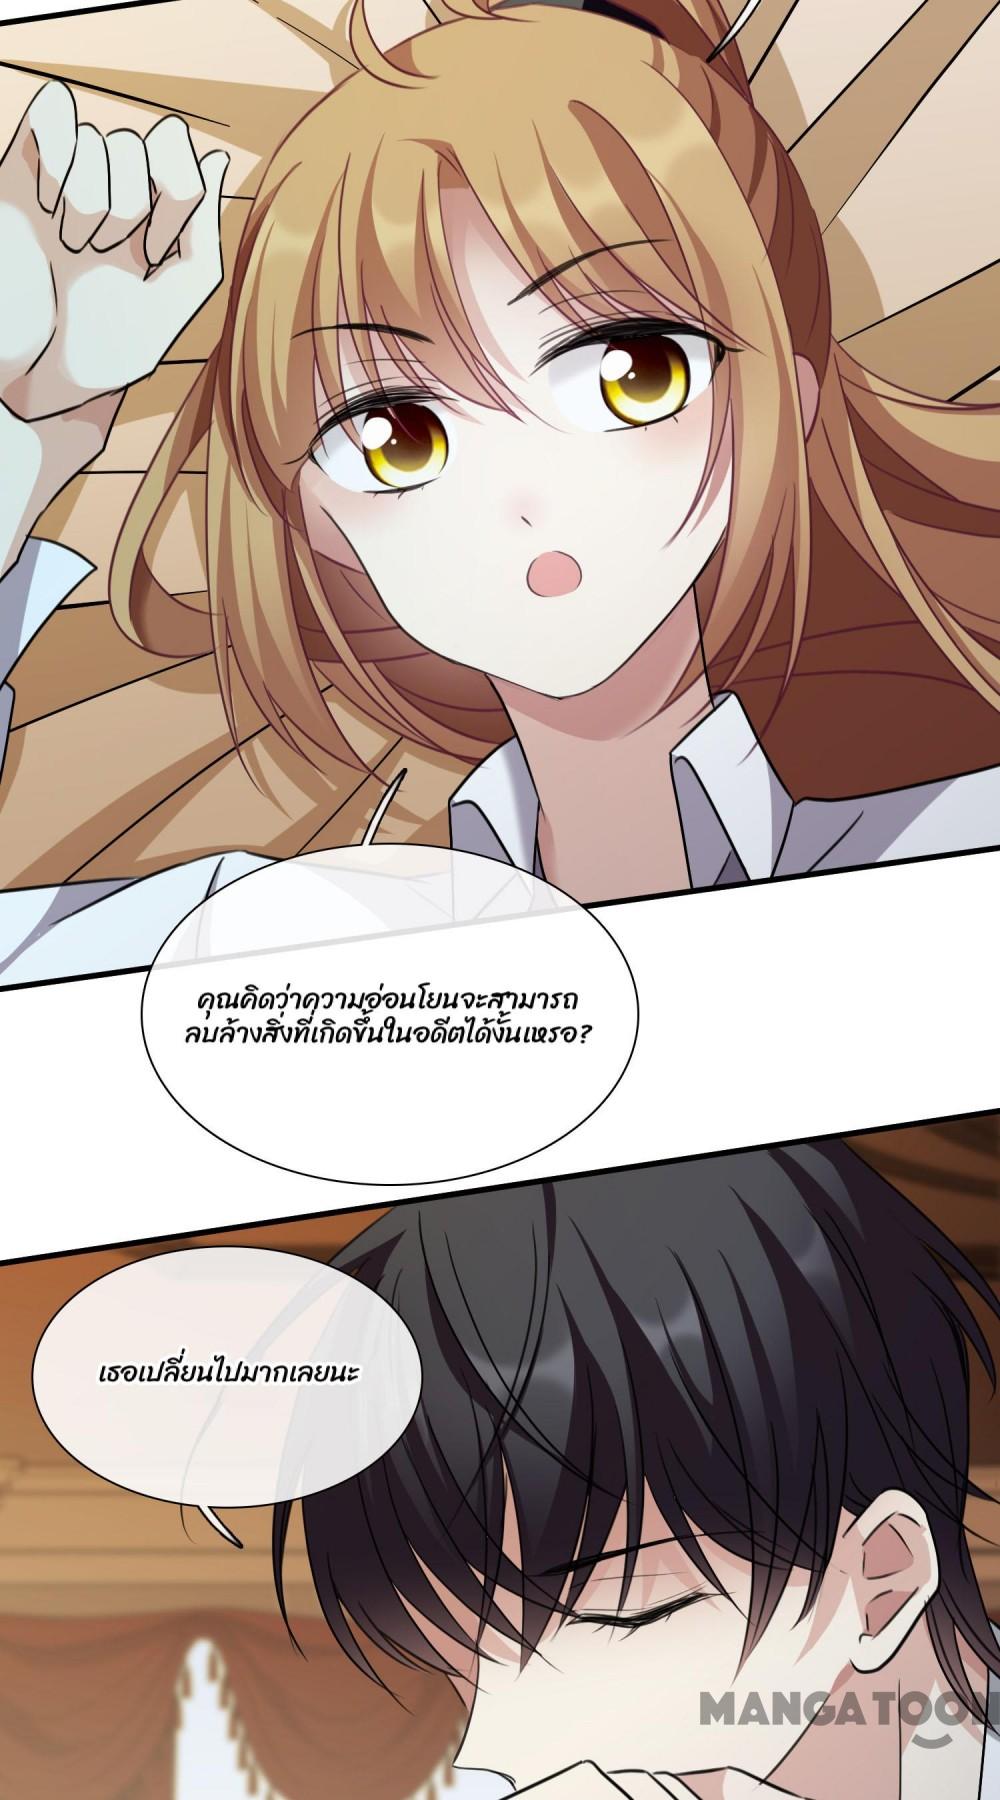 คุณคิดว่าความอ่อนโยนจะสามารถ
ลบล้างสิ่งที่เกิดขึ้นในอดีตได้งั้นเหรอ?
เธอเปลี่ยนไปมากเลยนะ
MANGATOON